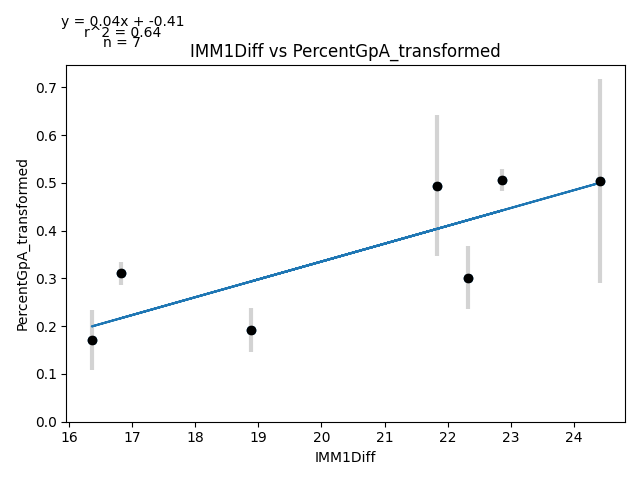 y = 0.04x + -0.41
r^2 = 0.64
n = 7
IMM1Diff vs PercentGpA_transformed
PercentGpA_transformed
0.7
0.6
0.5
0.4
0.3
0.2
0.1
0.0
16 17 18 19 20 21 22 23 24
IMM1Diff